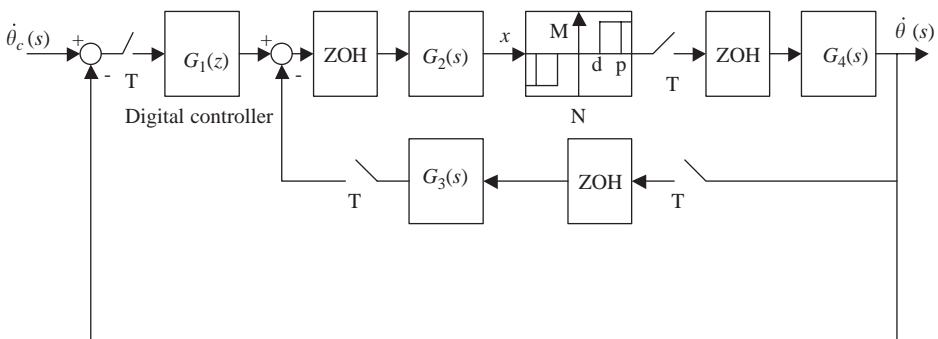 θ̇c(s)
+
-
T
G1(z)
Digital controller
+
-
ZOH
G2(s)
x
M
d
p
N
T
ZOH
G4(s)
θ̇ (s)
T
G3(s)
ZOH
T